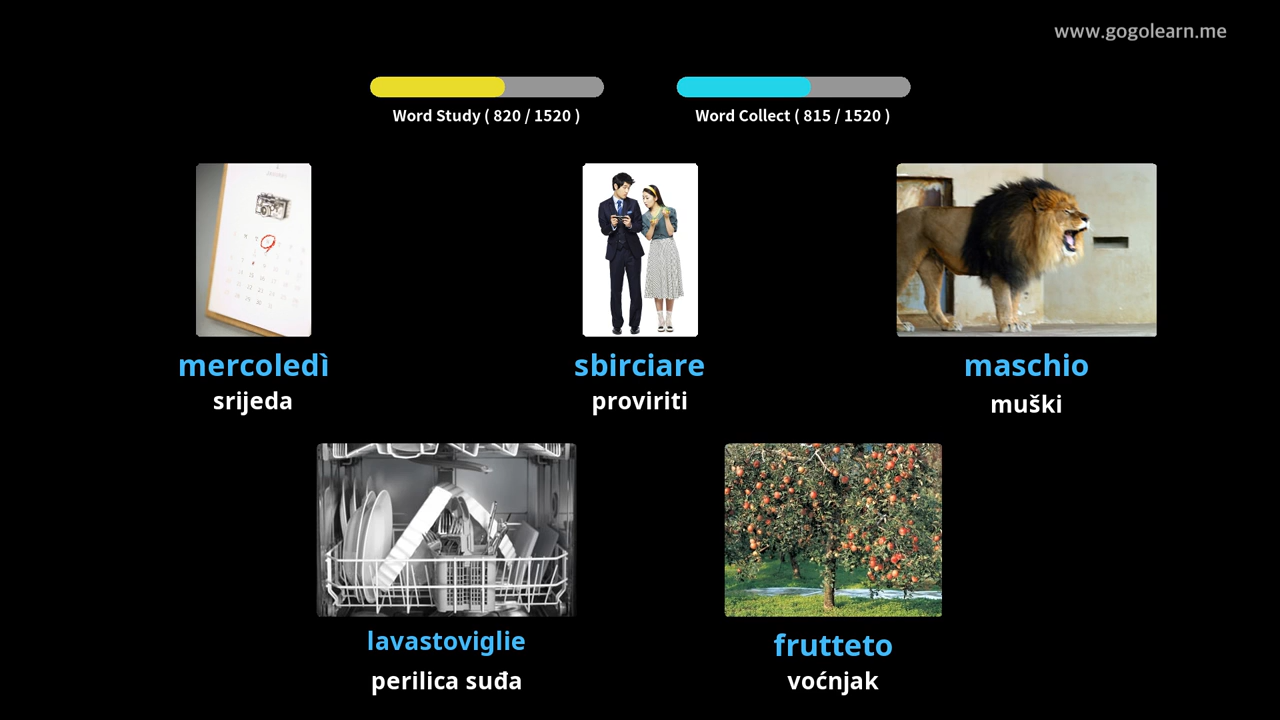 www.gogolearn.me
Word Study ( 820 / 1520 )
Word Collect ( 815 / 1520 )
mercoledì
srijeda
sbirciare
proviriti
maschio
muški
lavastoviglie
perilica suđa
frutteto
voćnjak